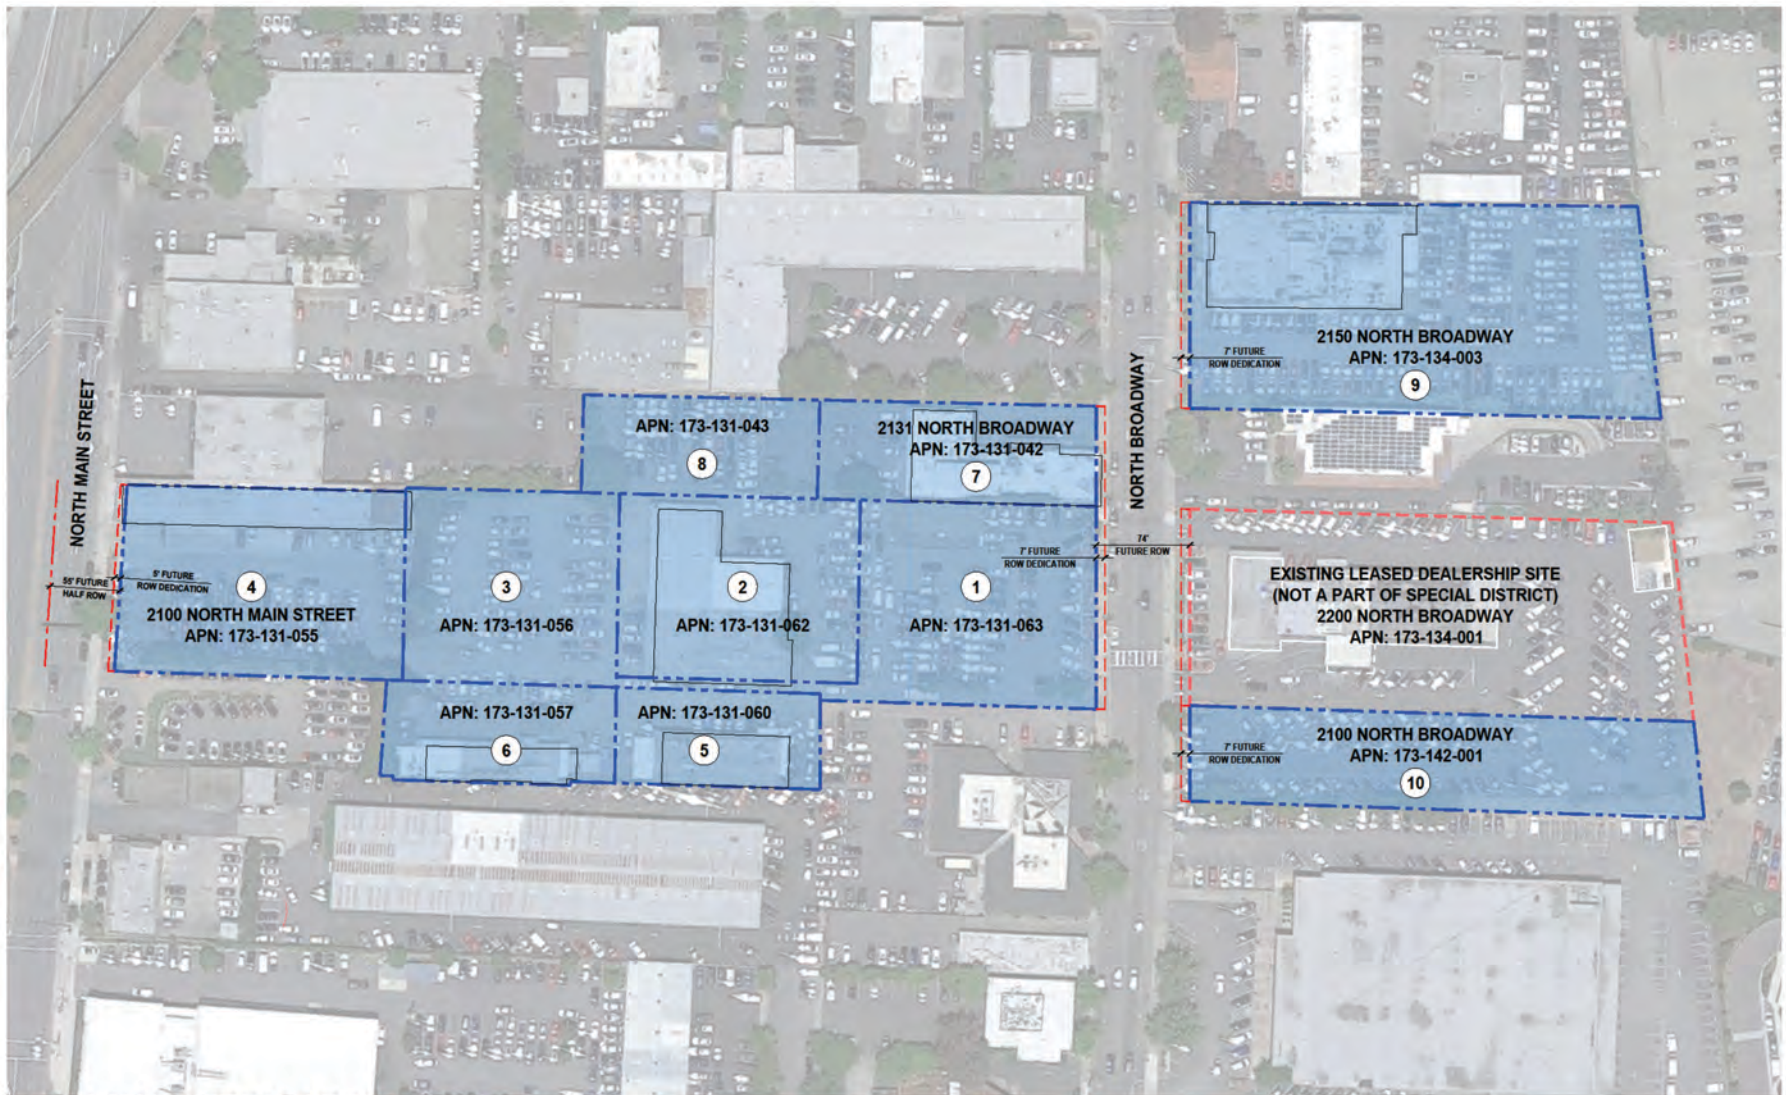 NORTH MAIN STREET
NORTH BROADWAY
2150 NORTH BROADWAY
APN: 173-134-003
9
7' FUTURE
ROW DEDICATION
APN: 173-131-043
8
2131 NORTH BROADWAY
APN: 173-131-042
7
55' FUTURE
HALF ROW
5' FUTURE
ROW DEDICATION
4
2100 NORTH MAIN STREET
APN: 173-131-055
3
APN: 173-131-056
2
APN: 173-131-062
1
APN: 173-131-063
7' FUTURE
ROW DEDICATION
74'
FUTURE ROW
EXISTING LEASED DEALERSHIP SITE
(NOT A PART OF SPECIAL DISTRICT)
2200 NORTH BROADWAY
APN: 173-134-001
APN: 173-131-057
6
APN: 173-131-060
5
2100 NORTH BROADWAY
APN: 173-142-001
10
7' FUTURE
ROW DEDICATION